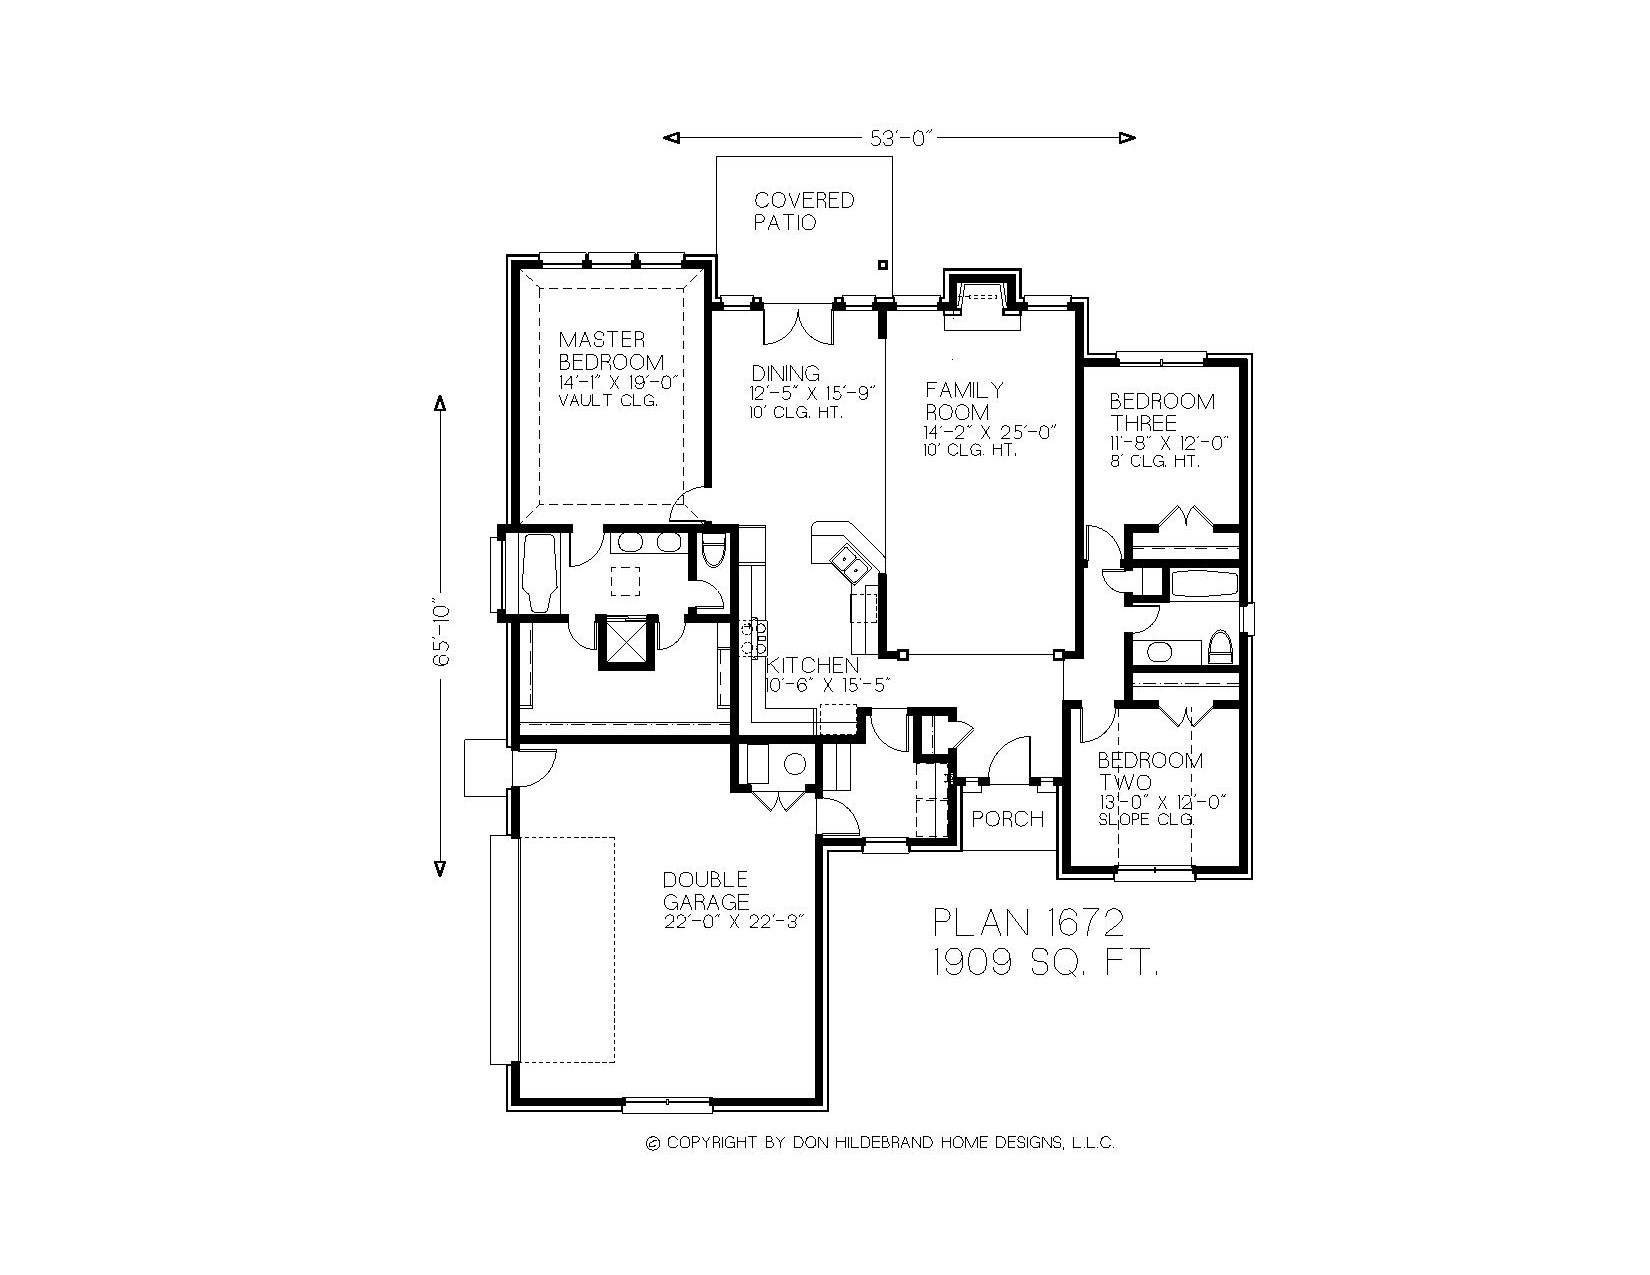 53'-0"
COVERED
PATIO
MASTER
BEDROOM
14'-1" X 19'-0"
VAULT CLG.
DINING
12'-5" X 15'-9"
10' CLG. HT.
FAMILY
ROOM
14'-2" X 25'-0"
10' CLG. HT.
BEDROOM
THREE
11'-8" X 12'-0"
8' CLG. HT.
65'-10"
KITCHEN
10'-6" X 15'-5"
BEDROOM
TWO
13'-0" X 12'-0"
SLOPE CLG.
PORCH
DOUBLE
GARAGE
22'-0" X 22'-3"
PLAN 1672
1909 SQ. FT.
© COPYRIGHT BY DON HILDEBRAND HOME DESIGNS, L.L.C.